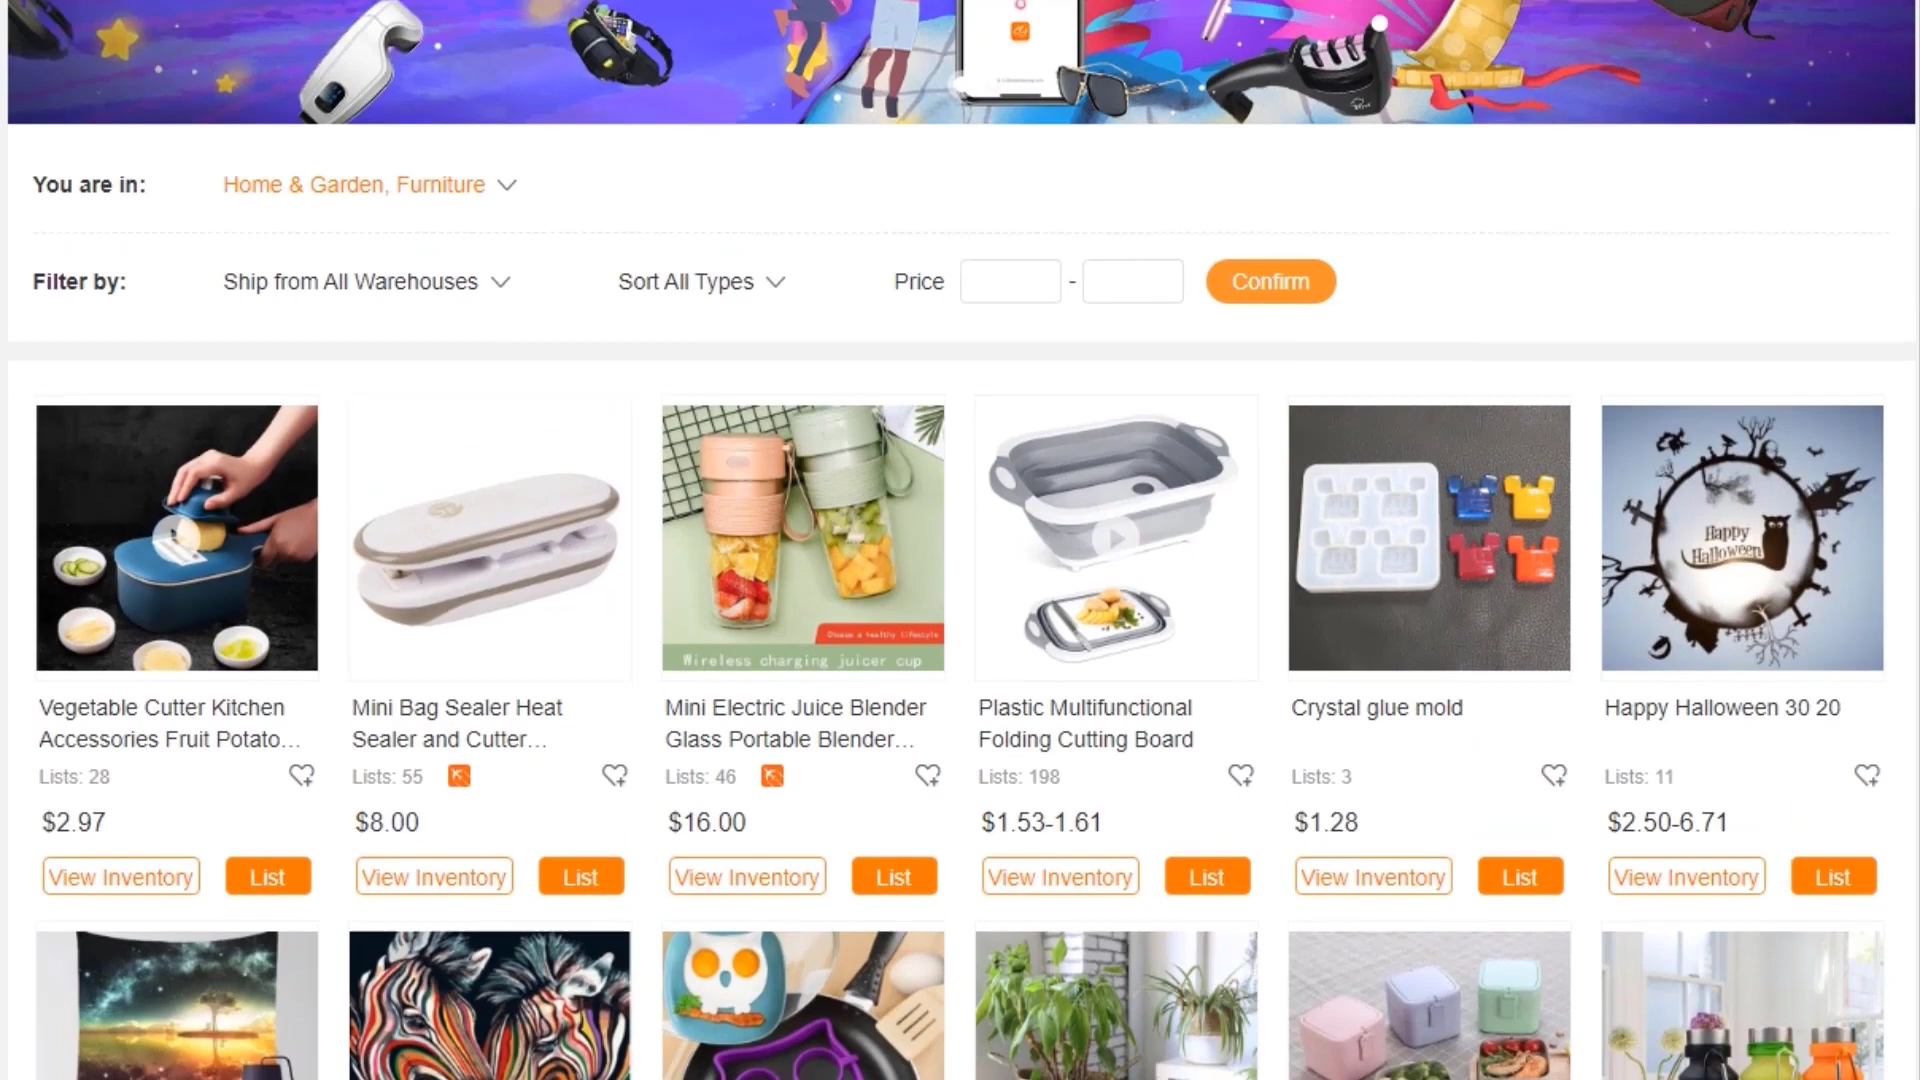 You are in: Home & Garden, Furniture
Filter by: Ship from All Warehouses Sort All Types Price - Confirm
Happy
Halloween
Choose a healthy lifestyle
Wireless charging juicer cup
Vegetable Cutter Kitchen
Accessories Fruit Potato...
Lists: 28
$2.97
View Inventory List
Mini Bag Sealer Heat
Sealer and Cutter...
Lists: 55
$8.00
View Inventory List
Mini Electric Juice Blender
Glass Portable Blender...
Lists: 46
$16.00
View Inventory List
Plastic Multifunctional
Folding Cutting Board
Lists: 198
$1.53-1.61
View Inventory List
Crystal glue mold
Lists: 3
$1.28
View Inventory List
Happy Halloween 30 20
Lists: 11
$2.50-6.71
View Inventory List